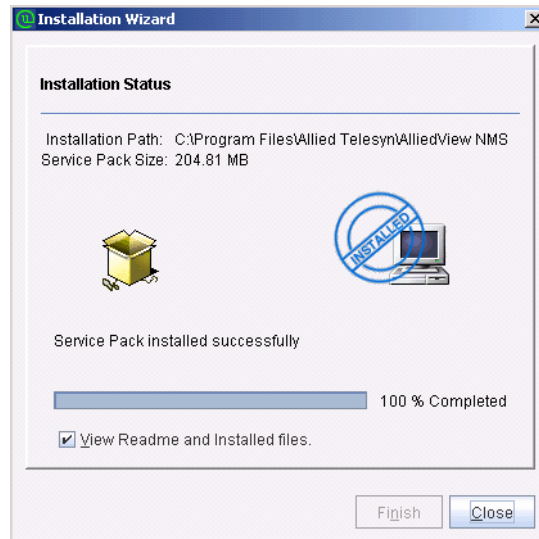 Installation Wizard
Installation Status
Installation Path: C:\Program Files\Allied Telesyn\AlliedView NMS
Service Pack Size: 204.81 MB
INSTALLED
Service Pack installed successfully
100 % Completed
View Readme and Installed files.
Finish Close